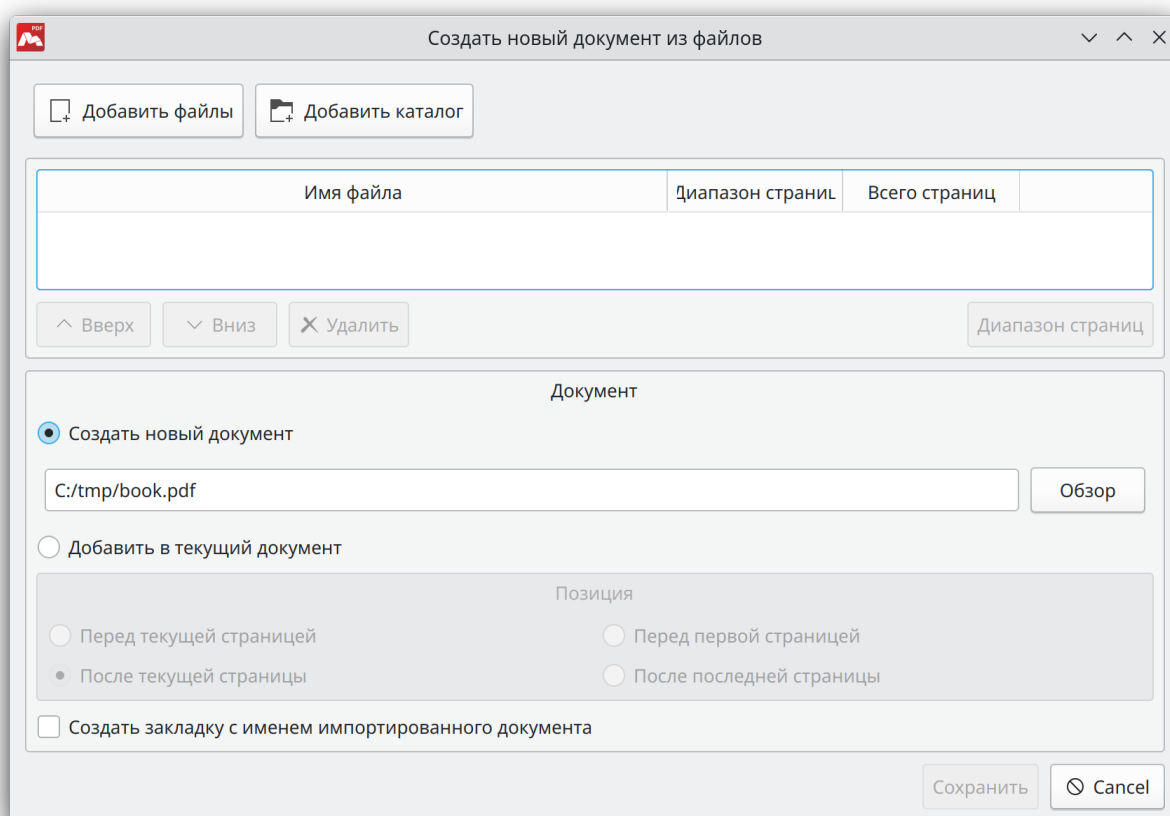 PDF
Создать новый документ из файлов
Добавить файлы Добавить каталог
Имя файла Диапазон страниц Всего страниц
Вверх Вниз Удалить Диапазон страниц
Документ
Создать новый документ
C:/tmp/book.pdf Обзор
Добавить в текущий документ
Позиция
Перед текущей страницей Перед первой страницей
После текущей страницы После последней страницы
Создать закладку с именем импортированного документа
Сохранить Cancel